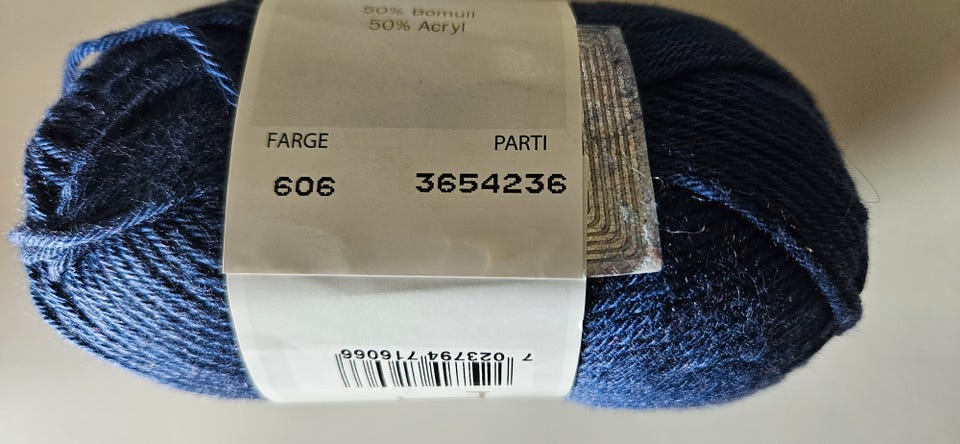 50% Bomull
50% Acryl
FARGE PARTI
606 3654236
7 023794 716066